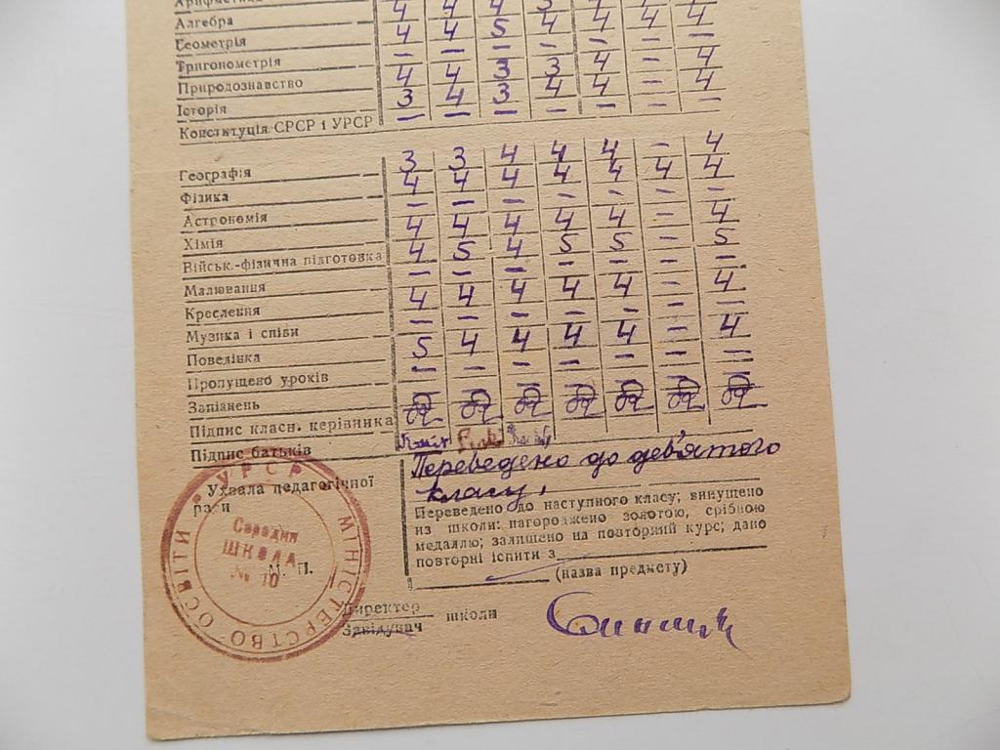 Алгебра 4 4 4 3 4 — 4
Геометрія 4 4 5 4 4 4 4
Тригонометрія — — — — — — —
Природознавство 4 4 3 3 4 — 4
Історія 3 4 3 4 4 — 4
Конституція СРСР і УРСР — — — — — — —
Географія 3 3 4 4 4 — 4
Фізика 4 4 4 4 4 4 4
Астрономія — — — — — — —
Хімія 4 4 4 4 4 — 4
Військ.-фізична підготовка 4 5 4 5 5 — 5
Малювання — — — — — — —
Креслення 4 4 4 4 4 — 4
Музика і співи — — — — — — —
Поведінка 5 4 4 4 4 — 4
Пропущено уроків — — — — — — —
Запізнень
Підпис класн. керівника
Підпис батьків
Ухвала педагогічної
ради
Переведено до дев'ятого
класу.
Переведено до наступного класу; випущено
из школи: нагороджено золотою, срібною
медаллю; залишено на повторний курс; дано
повторні іспити з
(назва предмету)
М. П.
Директор
Завідувач школи
УРСР МІНІСТЕРСТВО ОСВІТИ
Середня
ШКОЛА
№ 10